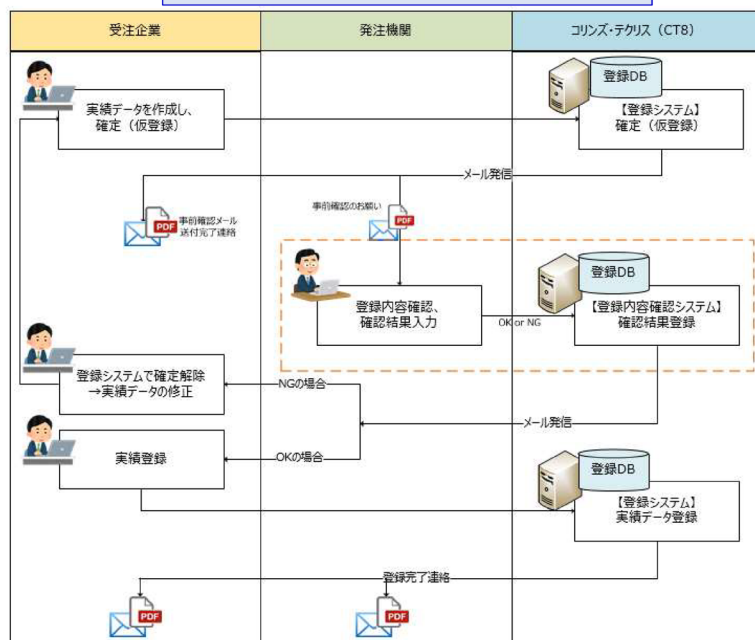 受注企業
発注機関
コリンズ・テクリス（CT8）
登録DB
実績データを作成し、
確定（仮登録）
【登録システム】
確定（仮登録）
メール発信
事前確認のお願い
PDF
事前確認メール
送付完了連絡
PDF
登録DB
登録内容確認、
確認結果入力
OK or NG
【登録内容確認システム】
確認結果登録
登録システムで確定解除
→実績データの修正
NGの場合
メール発信
実績登録
OKの場合
登録DB
【登録システム】
実績データ登録
登録完了連絡
PDF
PDF